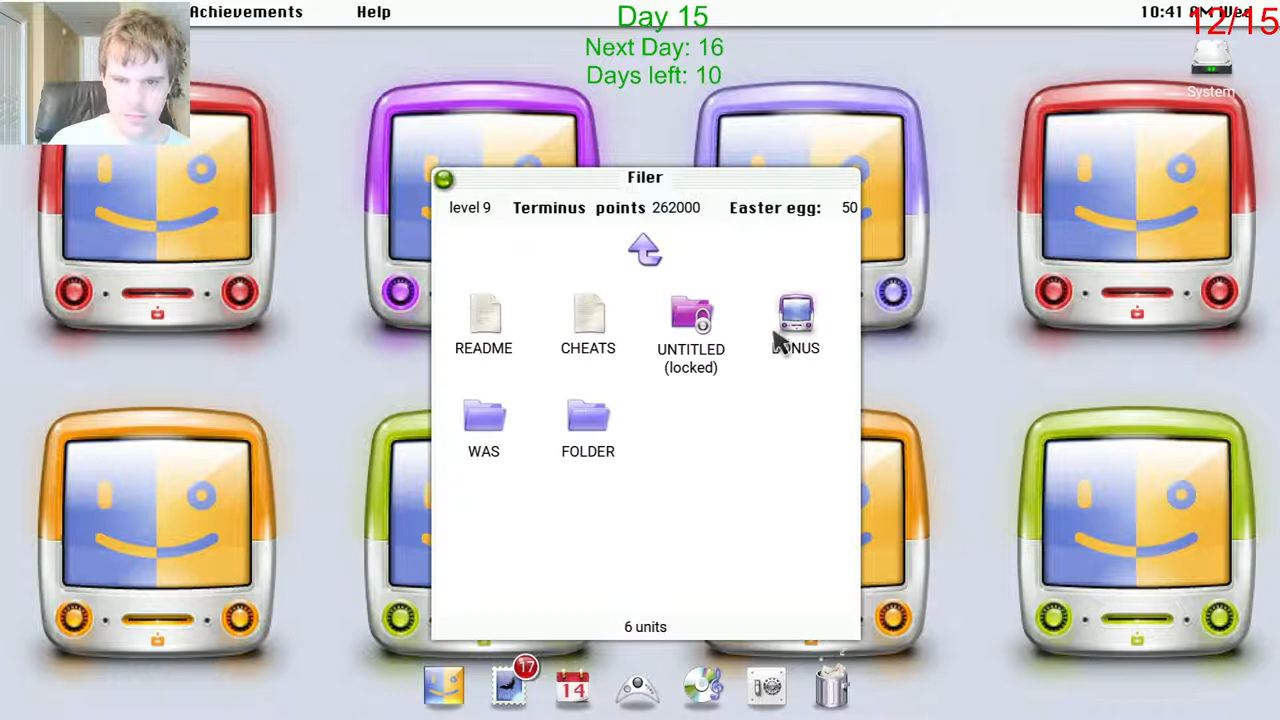 Achievements Help
10:41 AM Wed
12/15
Day 15
Next Day: 16
Days left: 10
System
Filer
level 9 Terminus points 262000 Easter egg: 50
README CHEATS UNTITLED (locked) BONUS
WAS FOLDER
6 units
17
14